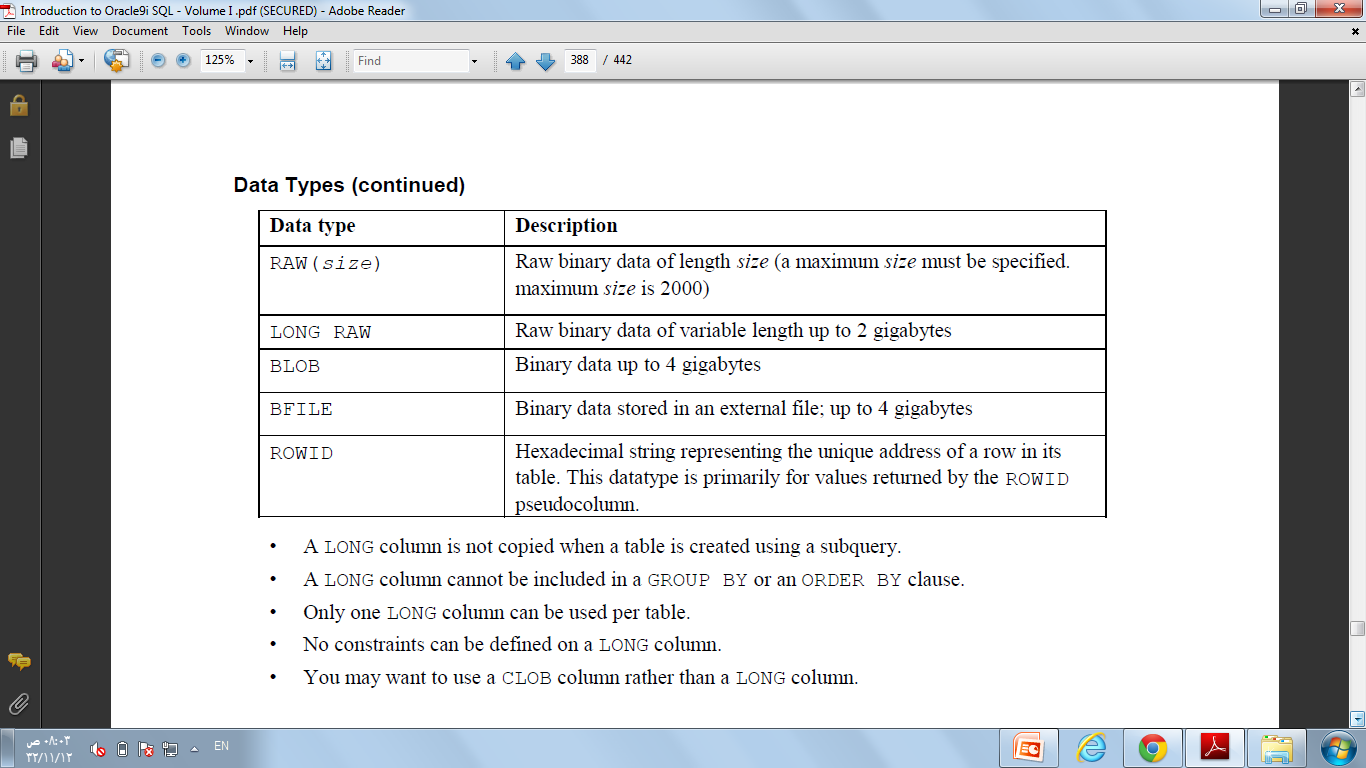 Introduction to Oracle9i SQL - Volume I .pdf (SECURED) - Adobe Reader
File Edit View Document Tools Window Help
125% Find 388 / 442
Data Types (continued)
Data type Description
RAW(size) Raw binary data of length size (a maximum size must be specified.
maximum size is 2000)
LONG RAW Raw binary data of variable length up to 2 gigabytes
BLOB Binary data up to 4 gigabytes
BFILE Binary data stored in an external file; up to 4 gigabytes
ROWID Hexadecimal string representing the unique address of a row in its
table. This datatype is primarily for values returned by the ROWID
pseudocolumn.
• A LONG column is not copied when a table is created using a subquery.
• A LONG column cannot be included in a GROUP BY or an ORDER BY clause.
• Only one LONG column can be used per table.
• No constraints can be defined on a LONG column.
• You may want to use a CLOB column rather than a LONG column.
٠٨:٠٣ ص
٣٢/١١/١٢ EN